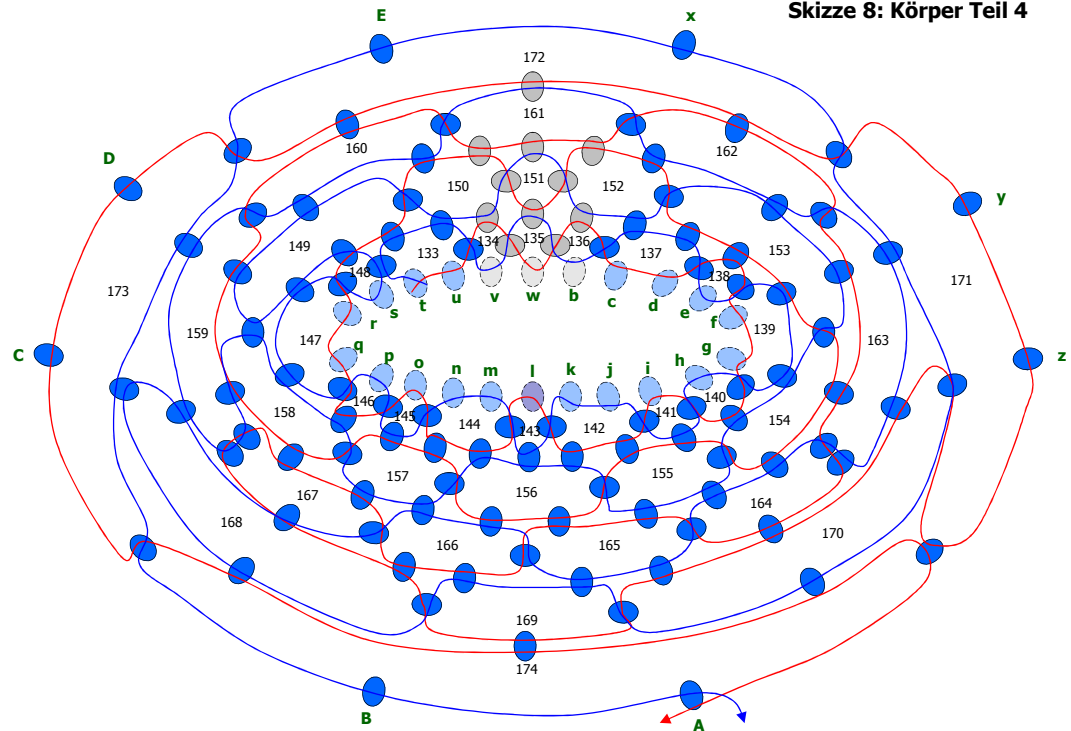 Skizze 8: Körper Teil 4
E x
172
161
160 162
D
150 151 152
y
149 133 134 135 136 137 153
148 138
173 171
r s t u v w b c d e f
159 147 139 163
C q p o n m l k j i h g z
146 145 140
158 144 143 142 141 154
157 155
167 156 164
168 166 165 170
169
174
B A